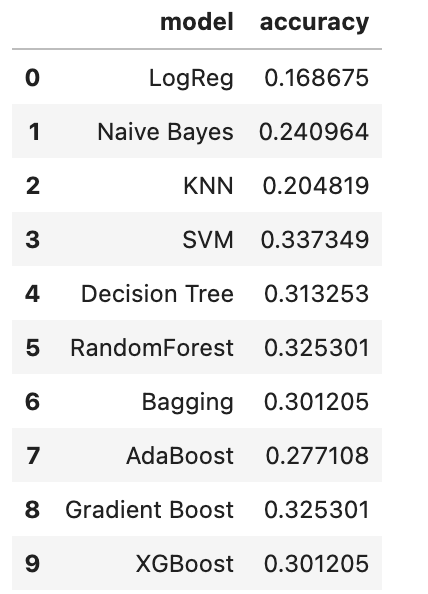 model accuracy
0 LogReg 0.168675
1 Naive Bayes 0.240964
2 KNN 0.204819
3 SVM 0.337349
4 Decision Tree 0.313253
5 RandomForest 0.325301
6 Bagging 0.301205
7 AdaBoost 0.277108
8 Gradient Boost 0.325301
9 XGBoost 0.301205